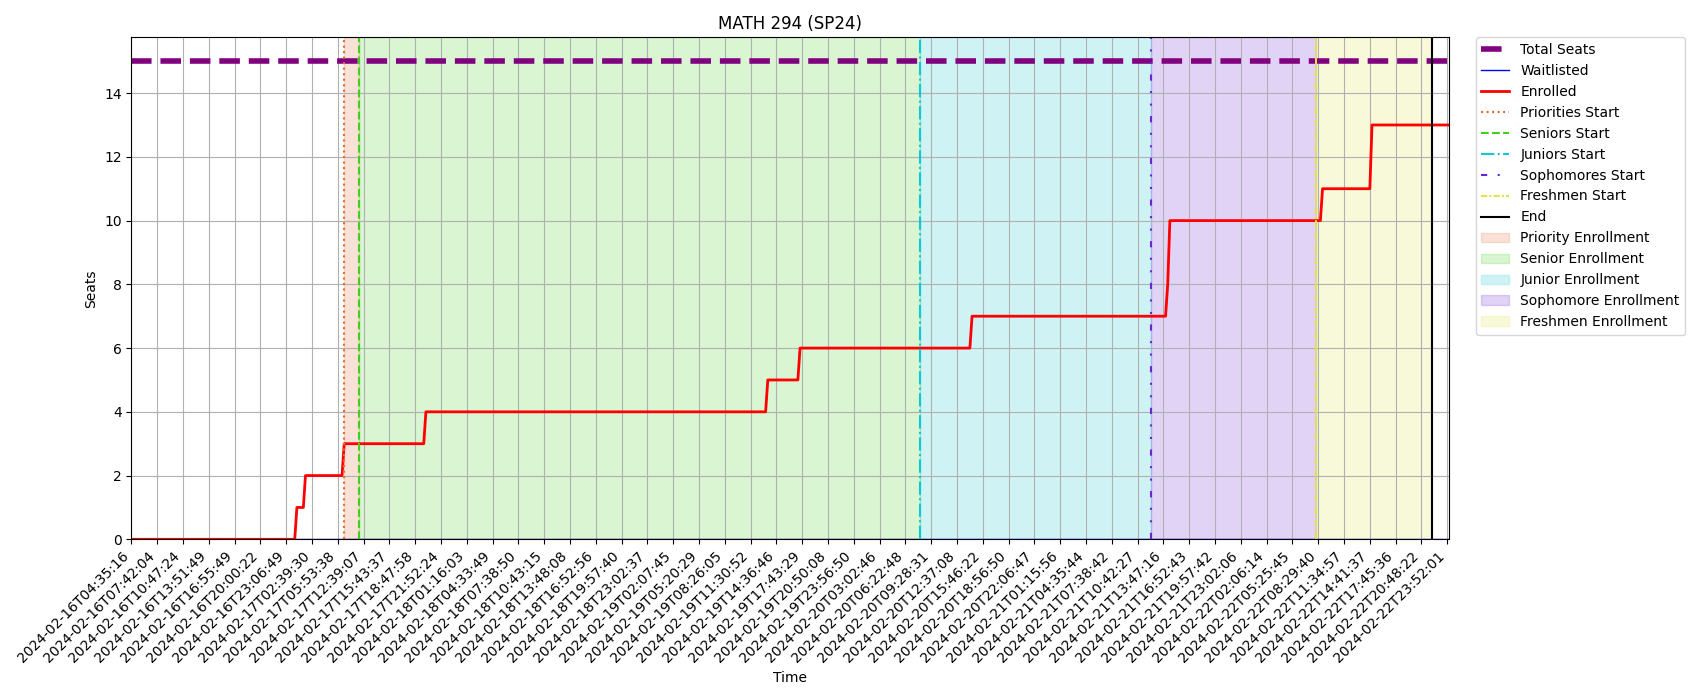 MATH 294 (SP24)
Total Seats
Waitlisted
Enrolled
Priorities Start
Seniors Start
Juniors Start
Sophomores Start
Freshmen Start
End
Priority Enrollment
Senior Enrollment
Junior Enrollment
Sophomore Enrollment
Freshmen Enrollment
Seats
14
12
10
8
6
4
2
0
2024-02-16T04:35:16
2024-02-16T07:42:04
2024-02-16T10:47:24
2024-02-16T13:51:49
2024-02-16T16:55:49
2024-02-16T20:00:22
2024-02-16T23:06:49
2024-02-17T02:39:30
2024-02-17T05:53:38
2024-02-17T12:39:07
2024-02-17T15:43:37
2024-02-17T18:47:58
2024-02-17T21:52:24
2024-02-18T01:16:03
2024-02-18T04:33:49
2024-02-18T07:38:50
2024-02-18T10:43:15
2024-02-18T13:48:08
2024-02-18T16:52:56
2024-02-18T19:57:40
2024-02-18T23:02:37
2024-02-19T02:07:45
2024-02-19T05:20:29
2024-02-19T08:26:05
2024-02-19T11:30:52
2024-02-19T14:36:46
2024-02-19T17:43:29
2024-02-19T20:50:08
2024-02-19T23:56:50
2024-02-20T03:02:46
2024-02-20T06:22:48
2024-02-20T09:28:31
2024-02-20T12:37:08
2024-02-20T15:46:22
2024-02-20T18:56:50
2024-02-20T22:06:47
2024-02-21T01:15:56
2024-02-21T04:35:44
2024-02-21T07:38:42
2024-02-21T10:42:27
2024-02-21T13:47:16
2024-02-21T16:52:43
2024-02-21T19:57:42
2024-02-21T23:02:06
2024-02-22T02:06:14
2024-02-22T05:25:45
2024-02-22T08:29:40
2024-02-22T11:34:57
2024-02-22T14:41:37
2024-02-22T17:45:36
2024-02-22T20:48:22
2024-02-22T23:52:01
Time